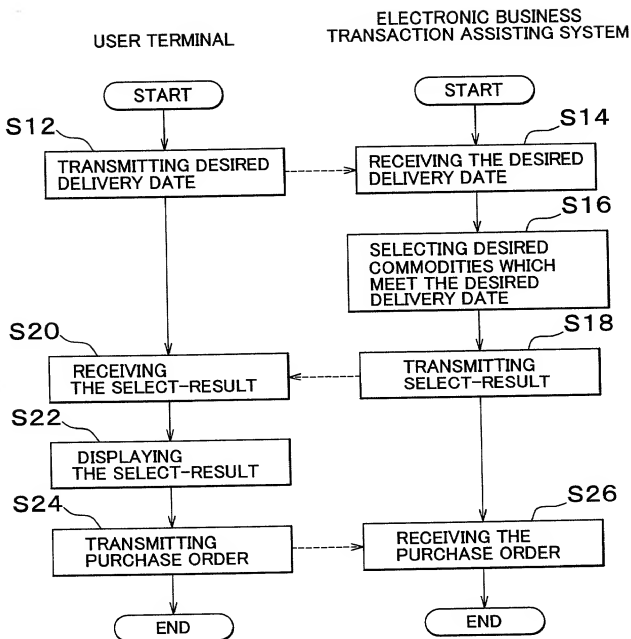 USER TERMINAL
ELECTRONIC BUSINESS
TRANSACTION ASSISTING SYSTEM
START
START
S12
S14
TRANSMITTING DESIRED
DELIVERY DATE
RECEIVING THE DESIRED
DELIVERY DATE
S16
SELECTING DESIRED
COMMODITIES WHICH
MEET THE DESIRED
DELIVERY DATE
S20
S18
RECEIVING
THE SELECT-RESULT
TRANSMITTING
SELECT-RESULT
S22
DISPLAYING
THE SELECT-RESULT
S24
S26
TRANSMITTING
PURCHASE ORDER
RECEIVING THE
PURCHASE ORDER
END
END